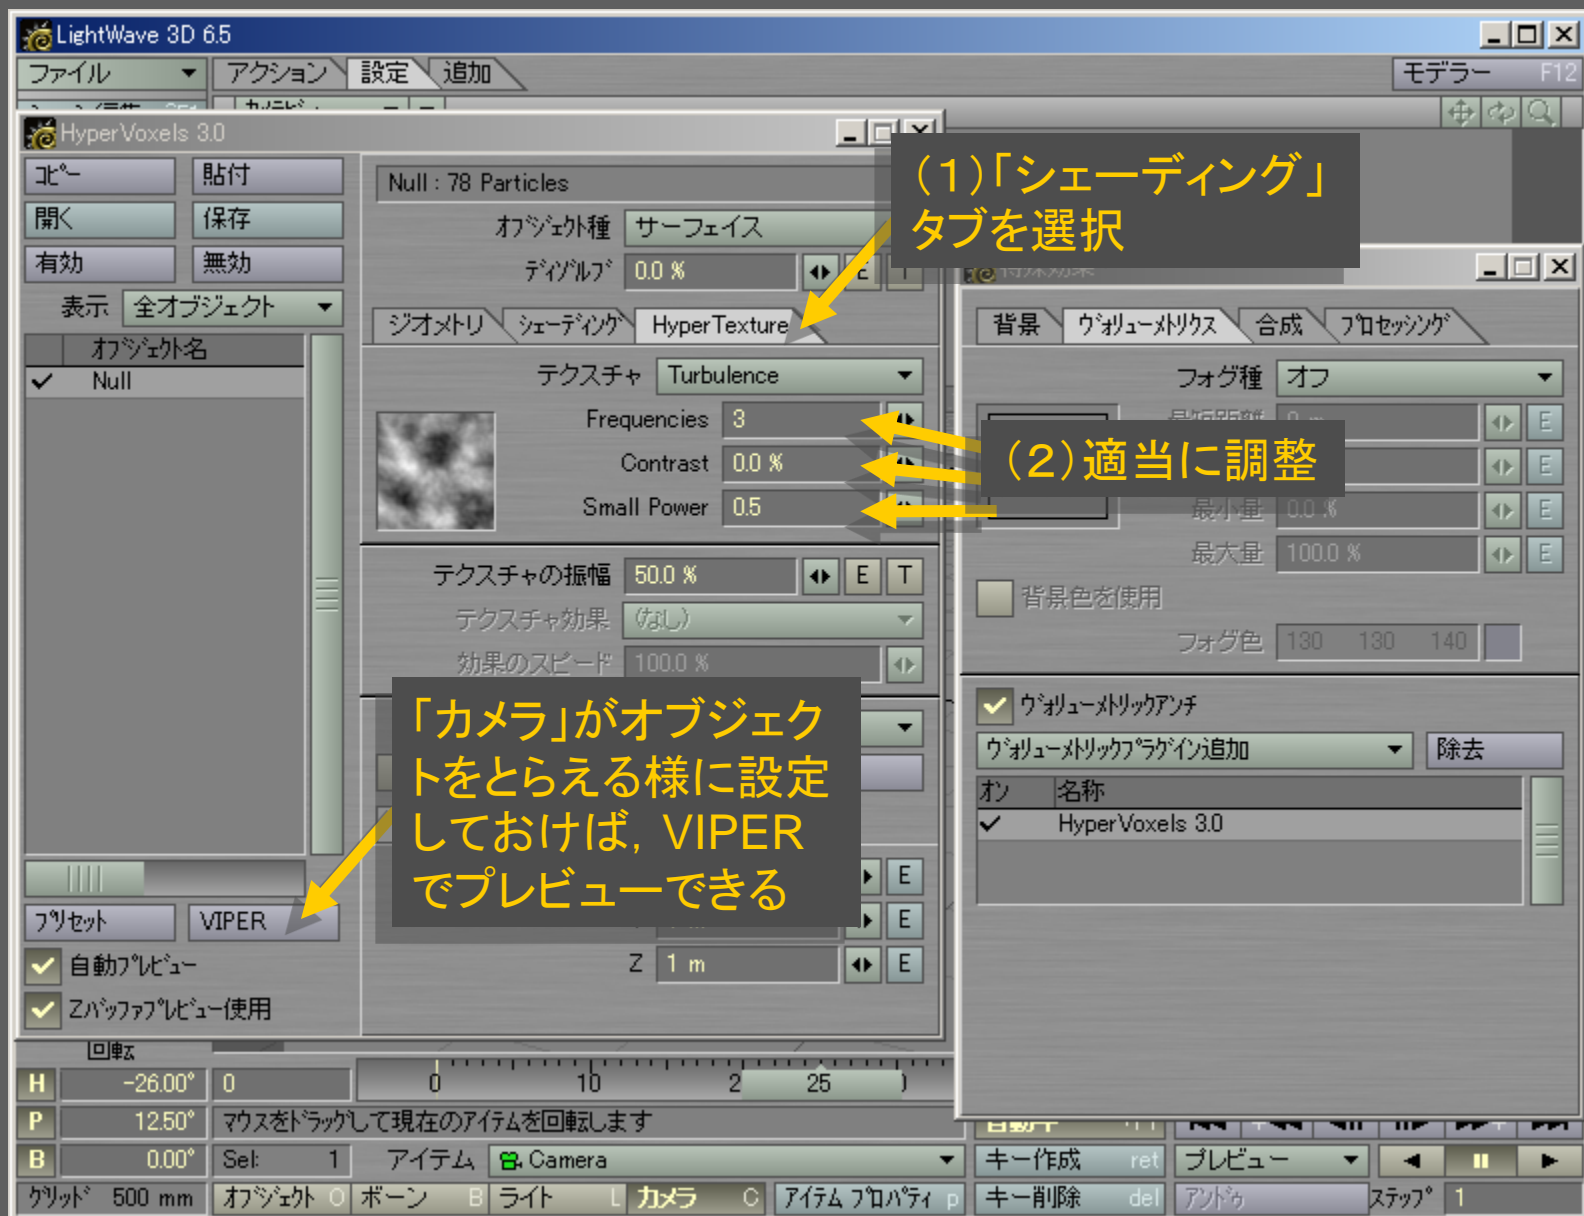 LightWave 3D 6.5
ファイル アクション 設定 追加 モデラー F12
HyperVoxels 3.0
コピー 貼付
開く 保存
有効 無効
表示 全オブジェクト
オブジェクト名
Null
プリセット VIPER
自動プレビュー
Zバッファプレビュー使用
Null : 78 Particles
オブジェクト種 サーフェイス
ディゾルブ 0.0 % E T
ジオメトリ シェーディング HyperTexture
テクスチャ Turbulence
Frequencies 3
Contrast 0.0 %
Small Power 0.5
テクスチャの振幅 50.0 % E T
テクスチャ効果 (なし)
効果のスピード 100.0 %
E
E
Z 1 m E
(1)「シェーディング」
タブを選択
(2)適当に調整
「カメラ」がオブジェク
トをとらえる様に設定
しておけば, VIPER
でプレビューできる
背景 ヴォリューメトリクス 合成 プロセッシング
フォグ種 オフ
E
E
最小量 0.0 % E
最大量 100.0 % E
背景色を使用
フォグ色 130 130 140
ヴォリューメトリックアンチ
ヴォリューメトリックプラグイン追加 除去
オン 名称
HyperVoxels 3.0
回転
H -26.00° 0 0 10 2 25
P 12.50° マウスをドラッグして現在のアイテムを回転します
B 0.00° Sel: 1 アイテム Camera キー作成 ret プレビュー
グリッド 500 mm オブジェクト O ボーン B ライト L カメラ C アイテム プロパティ p キー削除 del アンドゥ ステップ 1